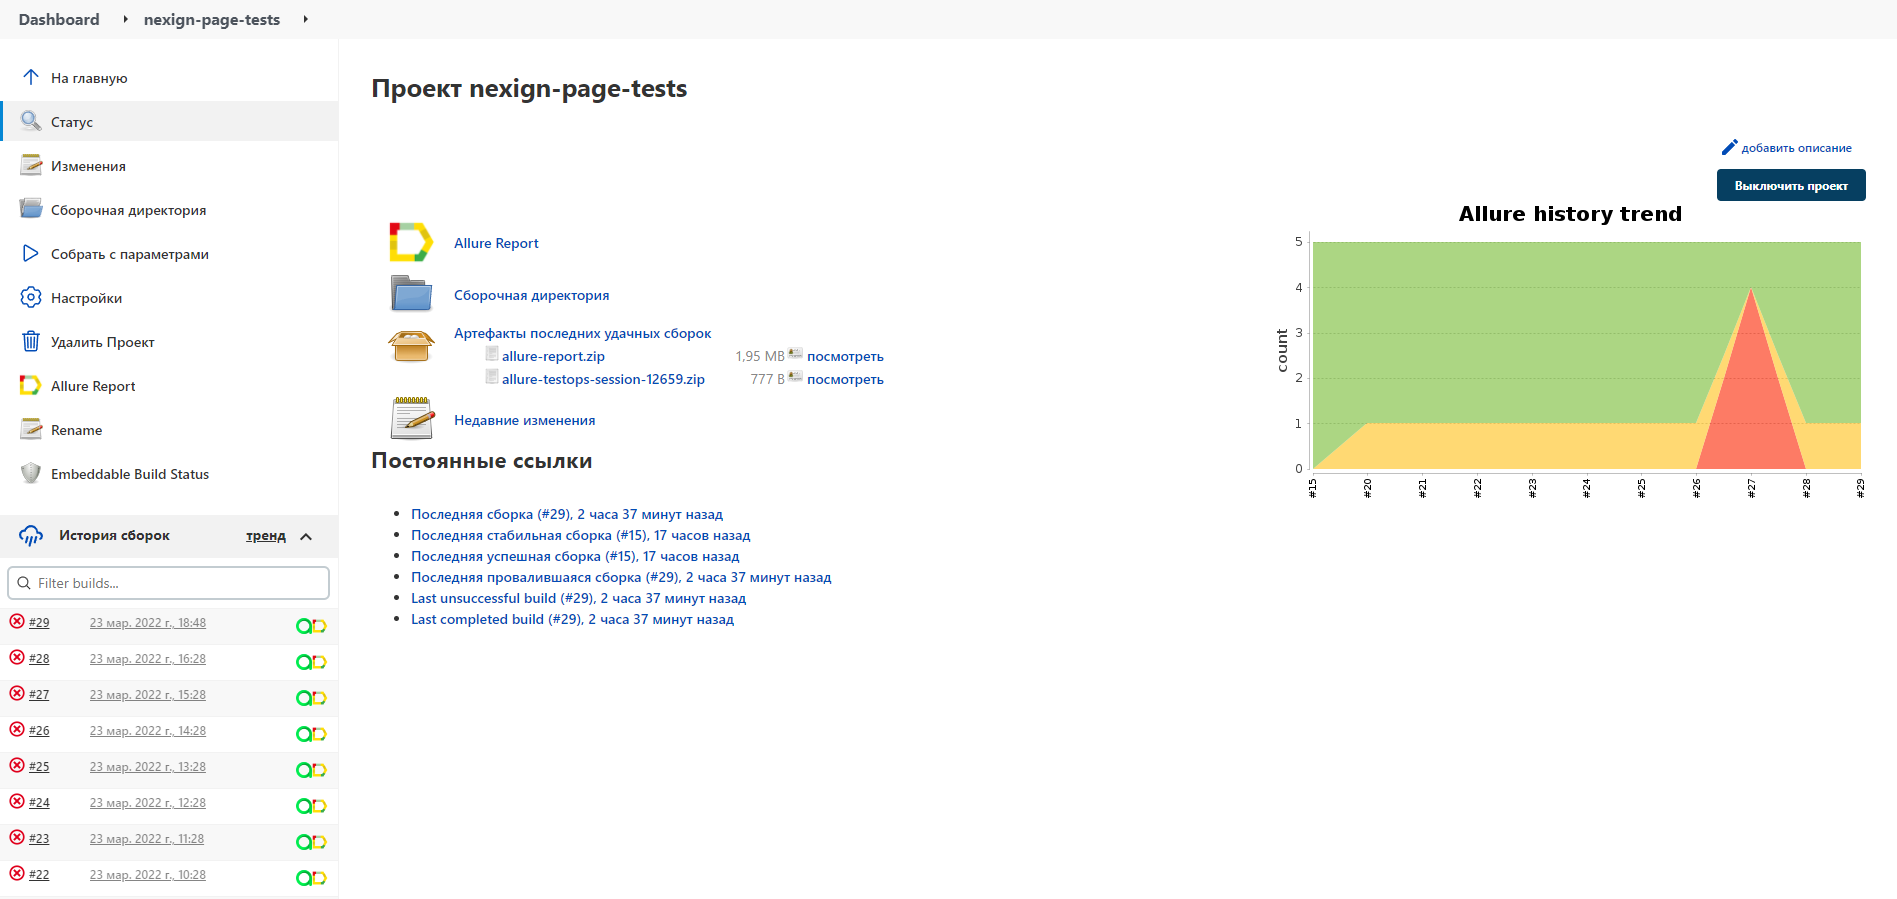 Dashboard
nexign-page-tests
На главную
Статус
Изменения
Сборочная директория
Собрать с параметрами
Настройки
Удалить Проект
Allure Report
Rename
Embeddable Build Status
История сборок
тренд
Filter builds...
#29 23 мар. 2022 г., 18:48
#28 23 мар. 2022 г., 16:28
#27 23 мар. 2022 г., 15:28
#26 23 мар. 2022 г., 14:28
#25 23 мар. 2022 г., 13:28
#24 23 мар. 2022 г., 12:28
#23 23 мар. 2022 г., 11:28
#22 23 мар. 2022 г., 10:28
Проект nexign-page-tests
добавить описание
Выключить проект
Allure Report
Сборочная директория
Артефакты последних удачных сборок
allure-report.zip 1,95 MB посмотреть
allure-testops-session-12659.zip 777 B посмотреть
Недавние изменения
Постоянные ссылки
Последняя сборка (#29), 2 часа 37 минут назад
Последняя стабильная сборка (#15), 17 часов назад
Последняя успешная сборка (#15), 17 часов назад
Последняя провалившаяся сборка (#29), 2 часа 37 минут назад
Last unsuccessful build (#29), 2 часа 37 минут назад
Last completed build (#29), 2 часа 37 минут назад
Allure history trend
count
5
4
3
2
1
0
#15 #20 #21 #22 #23 #24 #25 #26 #27 #28 #29